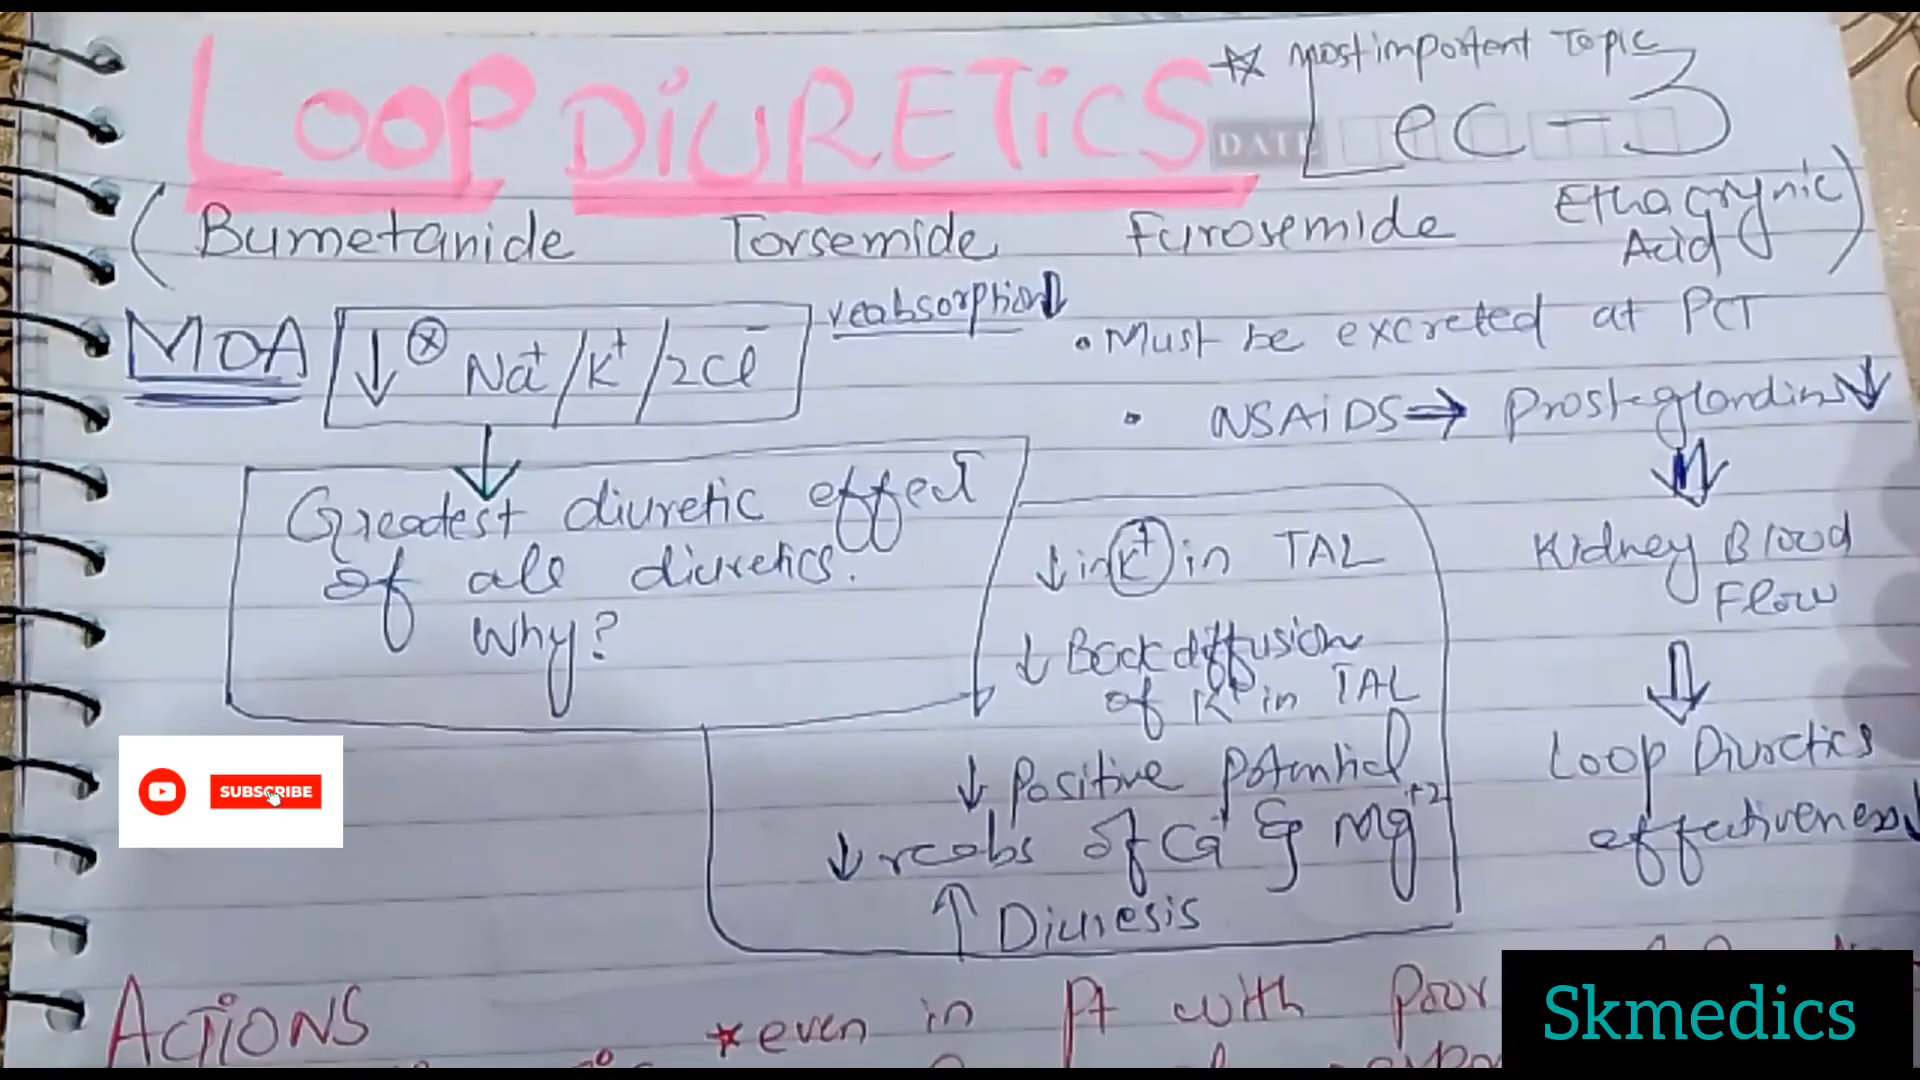 LOOP DIURETICS
☆ most important Topic
DATE
Lec-3
(Bumetanide Torsemide Furosemide Ethacrynic Acid)
MOA
↓ⓧ Na+/K+/2Cl-
reabsorption↓
Greatest diuretic effect
of all diuretics.
Why?
↓ in K+ in TAL
↓ Back diffusion
of K+ in TAL
↓ Positive potential
↓ reabs of Ca+ & Mg+2
↑ Diuresis
• Must be excreted at PCT
• NSAIDS ⇒ Prostaglandins↓
⇓
Kidney Blood
Flow
⇓
Loop Diuretics
effectiveness↓
SUBSCRIBE
ACTIONS
*even in Pt with Poor
Skmedics